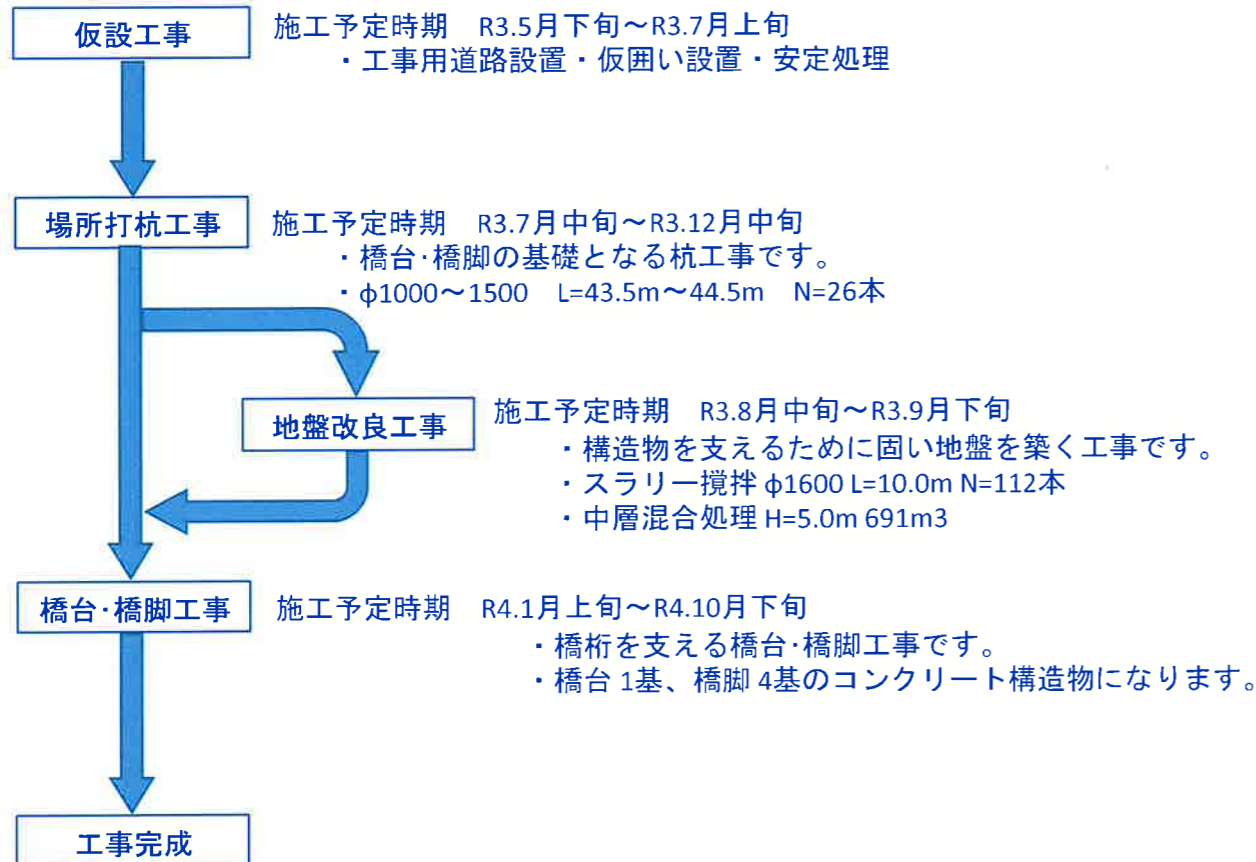 仮設工事
施工予定時期　R3.5月下旬～R3.7月上旬
・工事用道路設置・仮囲い設置・安定処理
場所打杭工事
施工予定時期　R3.7月中旬～R3.12月中旬
・橋台･橋脚の基礎となる杭工事です。
・φ1000～1500　L=43.5m～44.5m　N=26本
地盤改良工事
施工予定時期　R3.8月中旬～R3.9月下旬
・構造物を支えるために固い地盤を築く工事です。
・スラリー撹拌 φ1600 L=10.0m N=112本
・中層混合処理 H=5.0m 691m3
橋台･橋脚工事
施工予定時期　R4.1月上旬～R4.10月下旬
・橋桁を支える橋台･橋脚工事です。
・橋台 1基、橋脚 4基のコンクリート構造物になります。
工事完成